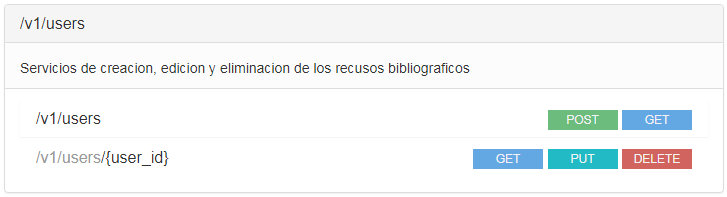 /v1/users
Servicios de creacion, edicion y eliminacion de los recusos bibliograficos
/v1/users POST GET
/v1/users/{user_id} GET PUT DELETE